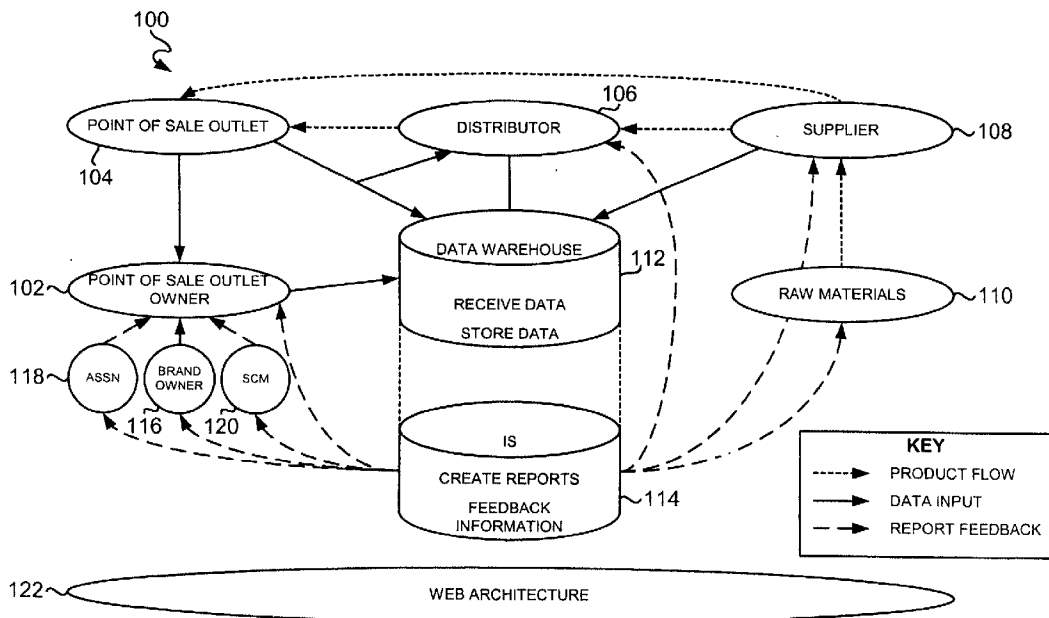 100
106
POINT OF SALE OUTLET
DISTRIBUTOR
SUPPLIER
108
104
DATA WAREHOUSE
112
102
POINT OF SALE OUTLET
OWNER
RECEIVE DATA
STORE DATA
RAW MATERIALS
110
118
ASSN
BRAND
OWNER
SCM
116
120
IS
CREATE REPORTS
FEEDBACK
INFORMATION
114
KEY
PRODUCT FLOW
DATA INPUT
REPORT FEEDBACK
122
WEB ARCHITECTURE